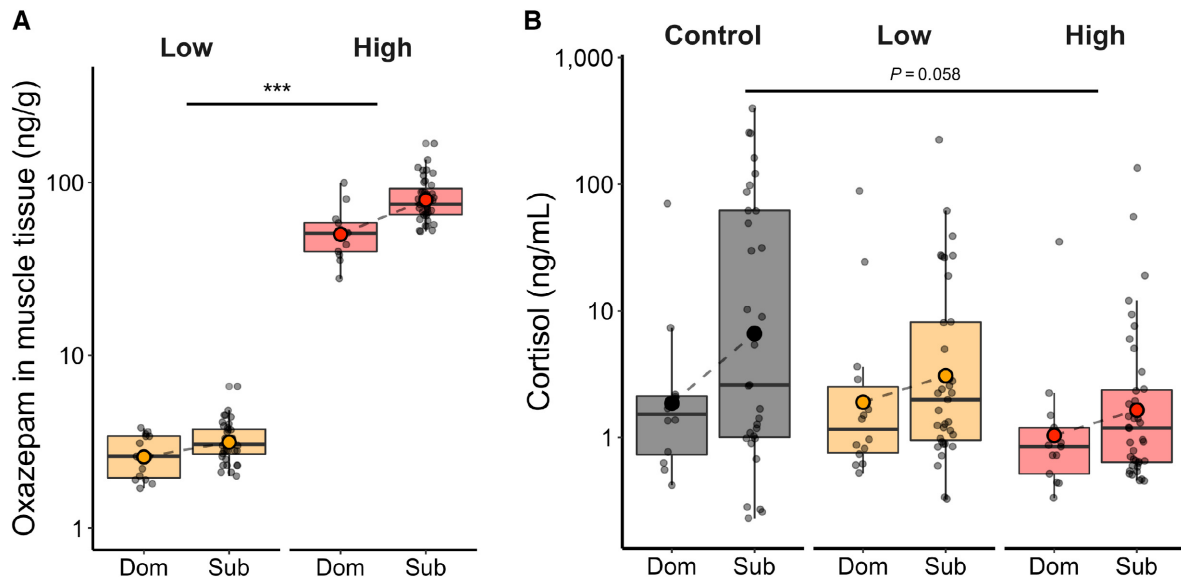 A
Low High
***
Oxazepam in muscle tissue (ng/g)
100
10
1
Dom Sub Dom Sub
B
Control Low High
P = 0.058
Cortisol (ng/mL)
1,000
100
10
1
Dom Sub Dom Sub Dom Sub